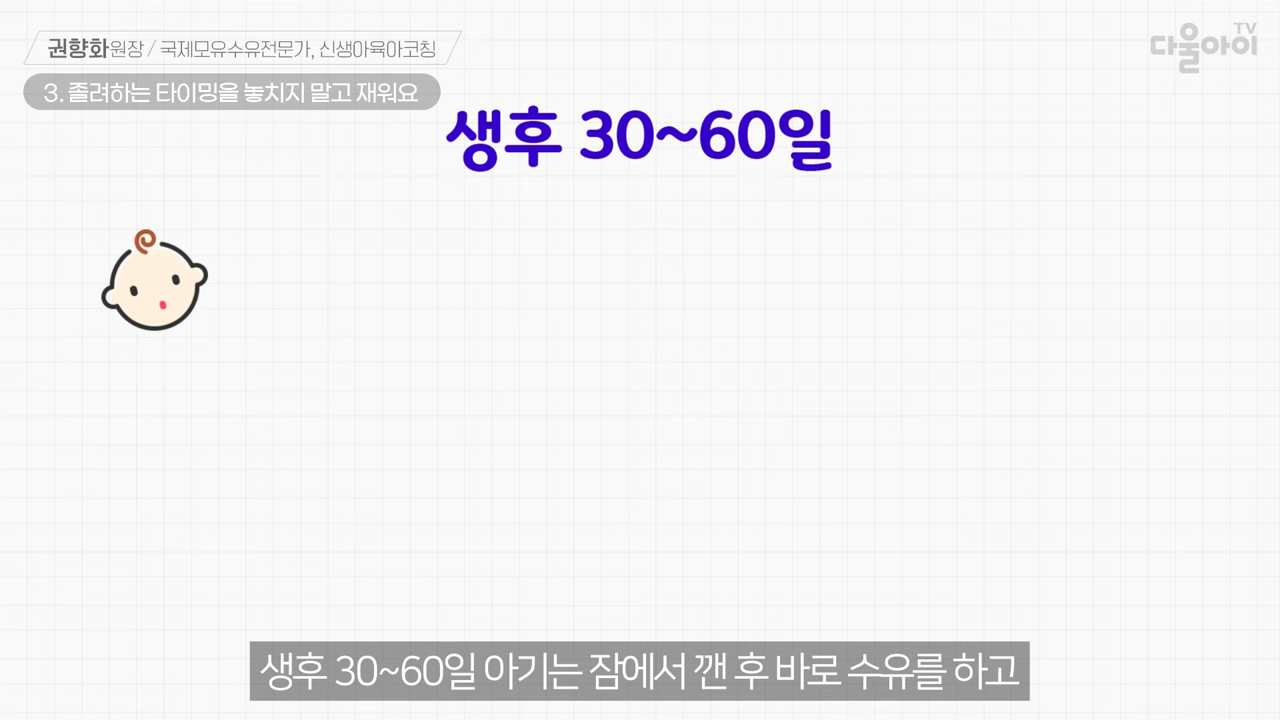 권향화원장 / 국제모유수유전문가, 신생아육아코칭
다울아이TV
3. 졸려하는 타이밍을 놓치지 말고 재워요
생후 30~60일
생후 30~60일 아기는 잠에서 깬 후 바로 수유를 하고